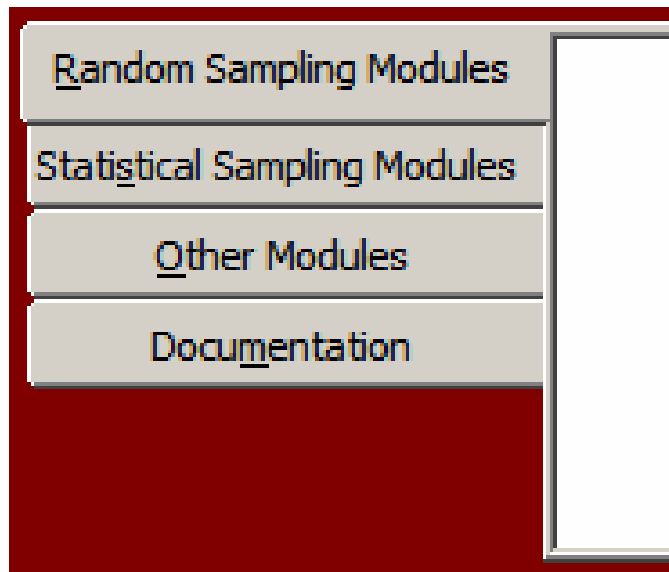 Random Sampling Modules
Statistical Sampling Modules
Other Modules
Documentation